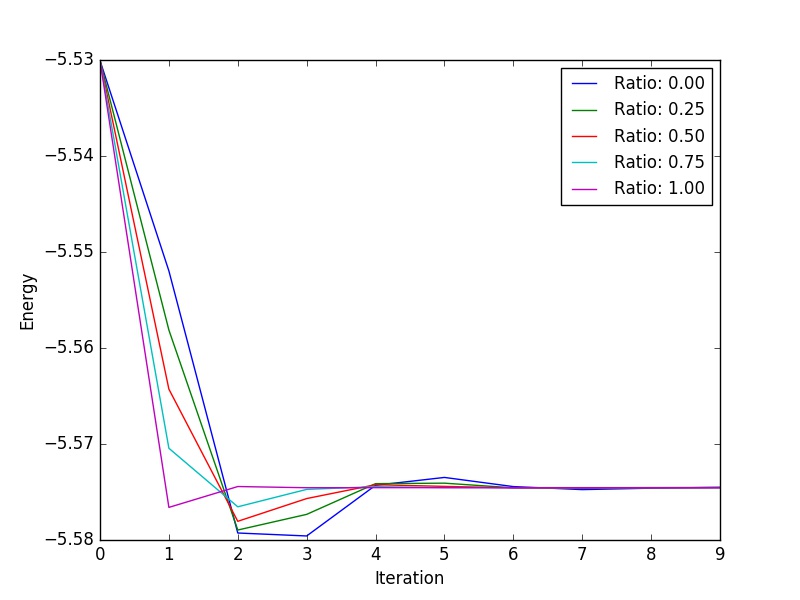 −5.53
−5.54
−5.55
−5.56
−5.57
−5.58
Energy
0 1 2 3 4 5 6 7 8 9
Iteration
Ratio: 0.00
Ratio: 0.25
Ratio: 0.50
Ratio: 0.75
Ratio: 1.00